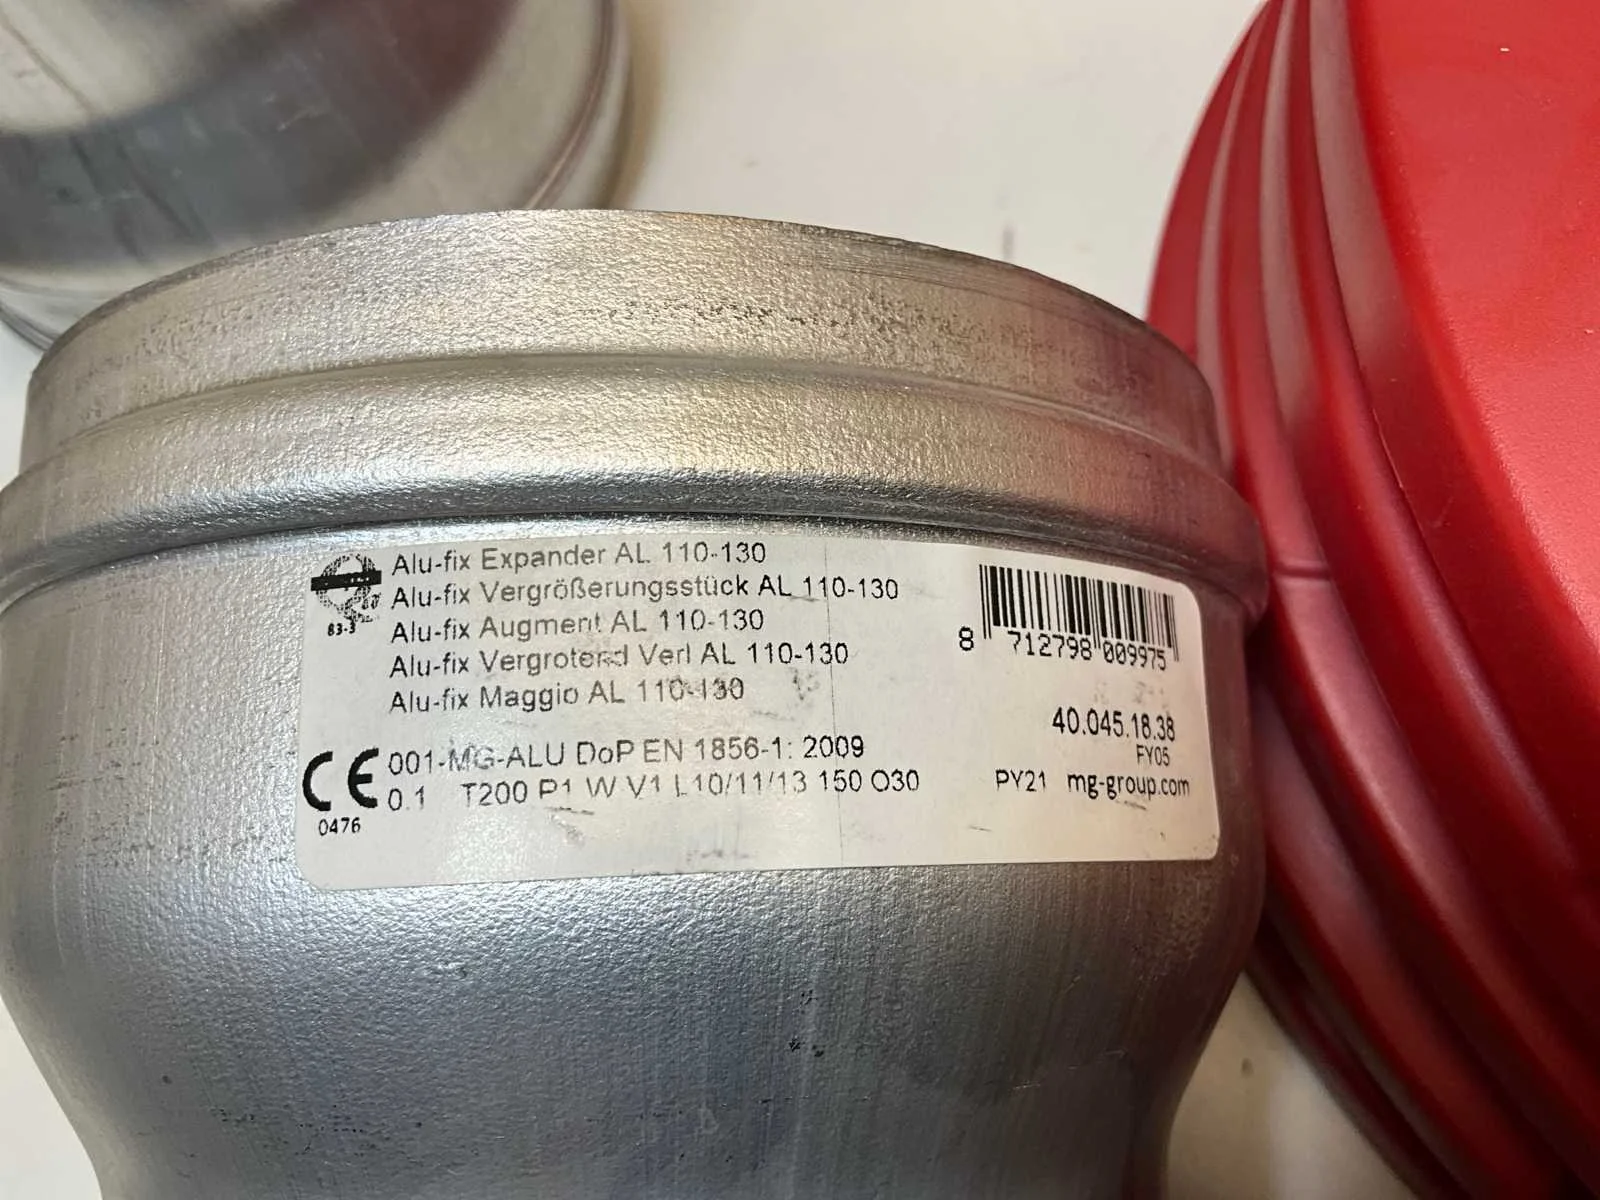 Alu-fix Expander AL 110-130
Alu-fix Vergrößerungsstück AL 110-130
Alu-fix Augment AL 110-130
Alu-fix Vergrotend Verl AL 110-130
Alu-fix Maggio AL 110-130
83-3
8 712798 009975
40.045.18.38
FY05
CE 001-MG-ALU DoP EN 1856-1: 2009
0.1 T200 P1 W V1 L10/11/13 150 O30
PY21 mg-group.com
0476